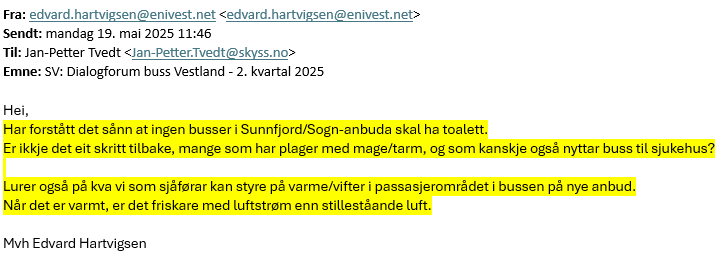 Fra: edvard.hartvigsen@enivest.net <edvard.hartvigsen@enivest.net>
Sendt: mandag 19. mai 2025 11:46
Til: Jan-Petter Tvedt <Jan-Petter.Tvedt@skyss.no>
Emne: SV: Dialogforum buss Vestland - 2. kvartal 2025
Hei,
Har forstått det sånn at ingen busser i Sunnfjord/Sogn-anbuda skal ha toalett.
Er ikkje det eit skritt tilbake, mange som har plager med mage/tarm, og som kanskje også nyttar buss til sjukehus?
Lurer også på kva vi som sjåførar kan styre på varme/vifter i passasjerområdet i bussen på nye anbud.
Når det er varmt, er det friskare med luftstrøm enn stillestående luft.
Mvh Edvard Hartvigsen